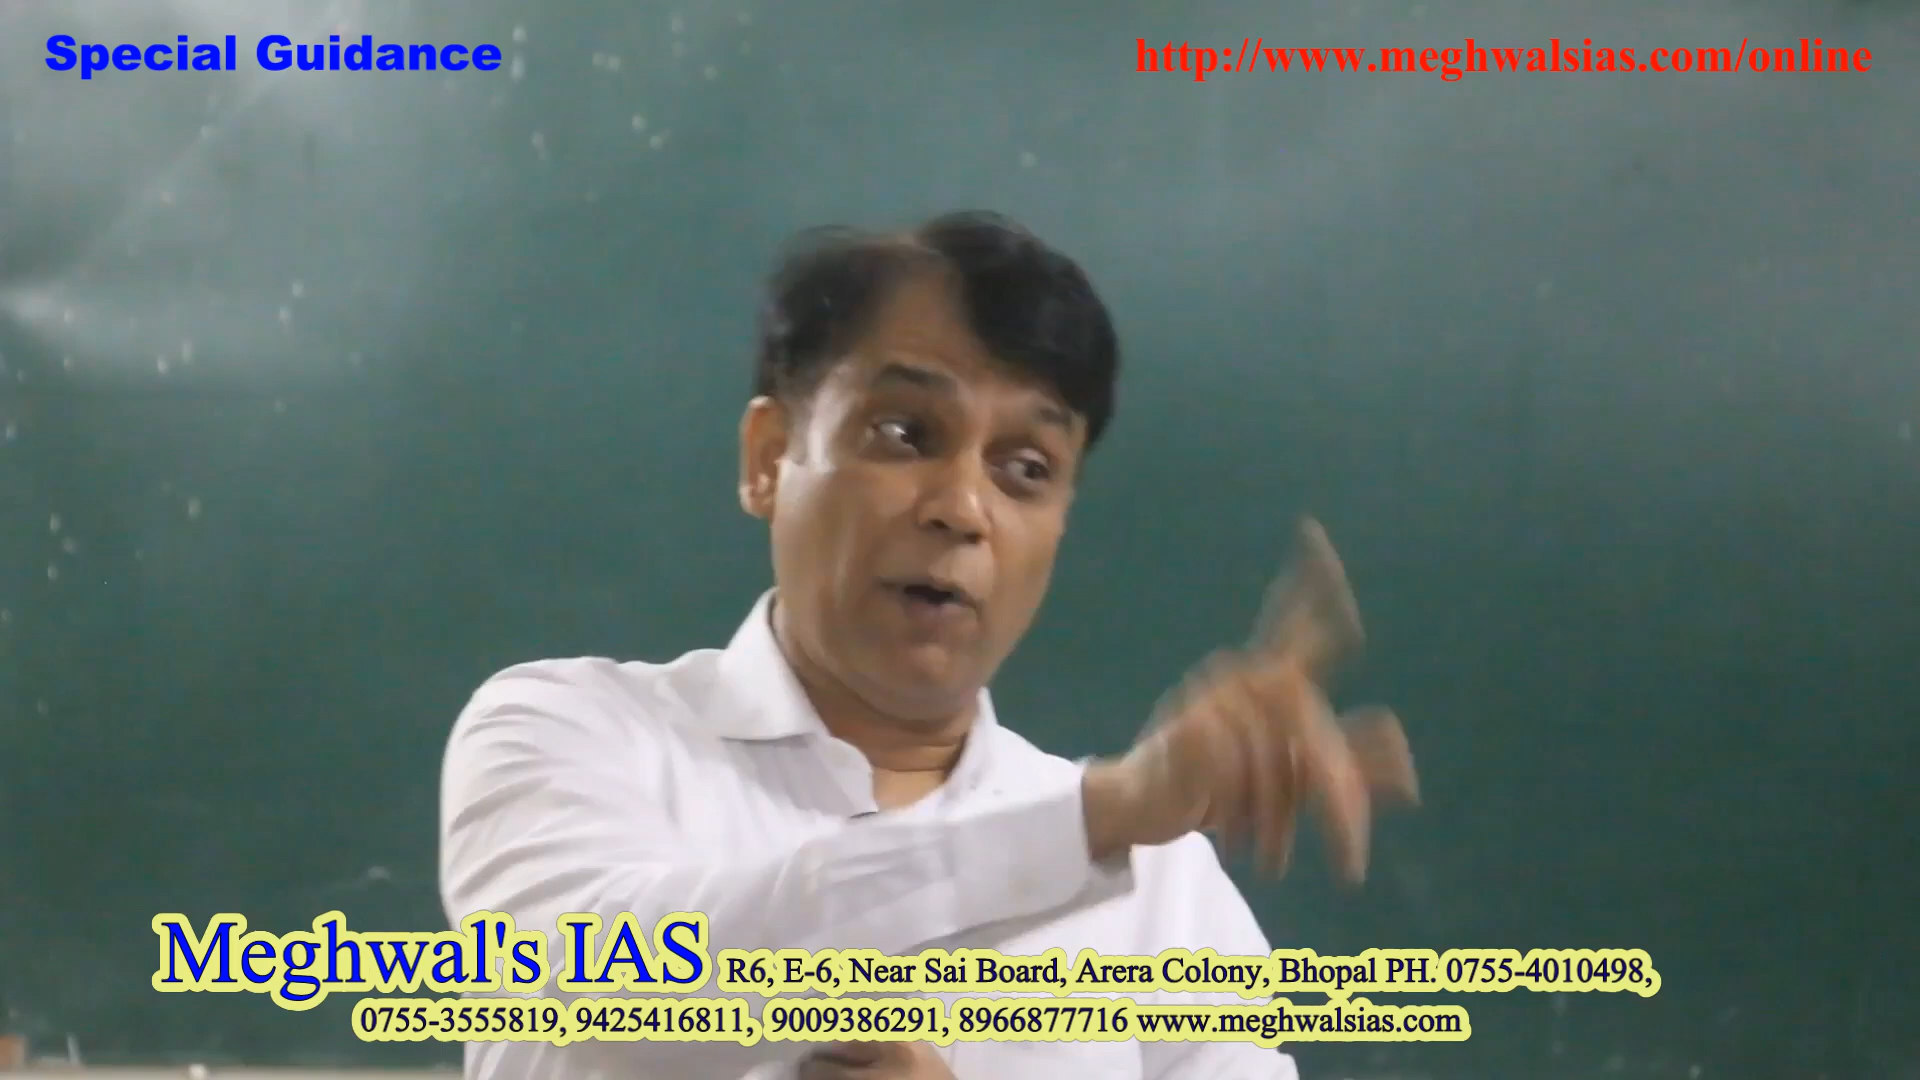 Special Guidance
http://www.meghwalsias.com/online
Meghwal's IAS R6, E-6, Near Sai Board, Arera Colony, Bhopal PH. 0755-4010498,
0755-3555819, 9425416811, 9009386291, 8966877716 www.meghwalsias.com